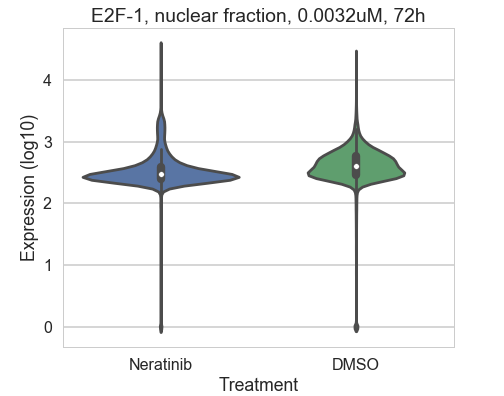 E2F-1, nuclear fraction, 0.0032uM, 72h
Expression (log10)
4
3
2
1
0
Neratinib DMSO
Treatment